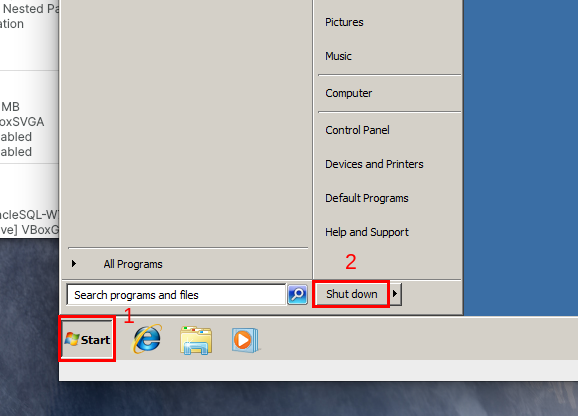 Nested Pa
ation
MB
oxSVGA
abled
abled
acleSQL-W
ve] VBoxG
Pictures
Music
Computer
Control Panel
Devices and Printers
Default Programs
Help and Support
All Programs
2
Search programs and files
Shut down
1
Start